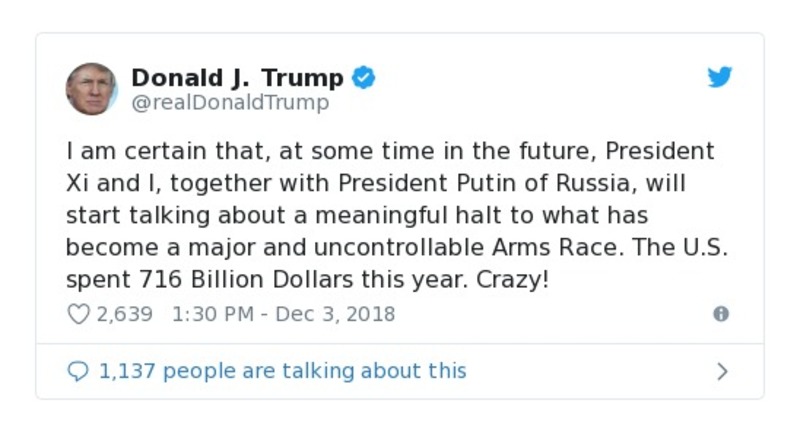 Donald J. Trump
@realDonaldTrump
I am certain that, at some time in the future, President
Xi and I, together with President Putin of Russia, will
start talking about a meaningful halt to what has
become a major and uncontrollable Arms Race. The U.S.
spent 716 Billion Dollars this year. Crazy!
2,639 1:30 PM - Dec 3, 2018
1,137 people are talking about this